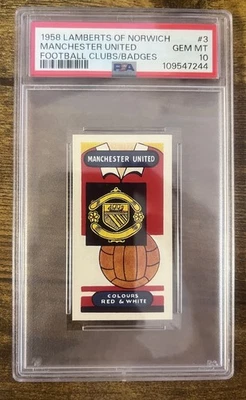 1958 LAMBERTS OF NORWICH #3
MANCHESTER UNITED GEM MT
FOOTBALL CLUBS/BADGES 10
PSA 109547244
MANCHESTER UNITED
COLOURS
RED & WHITE